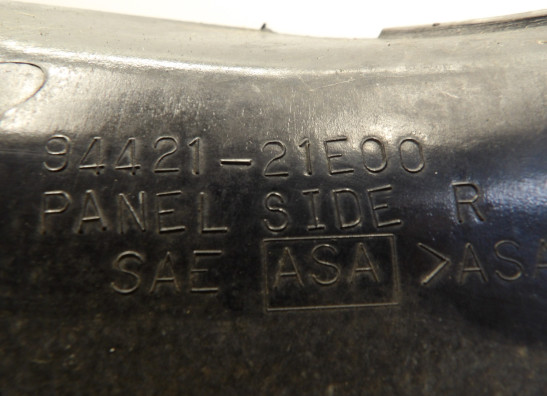 94421-21E00
PANEL SIDE R
SAE ASA >ASA